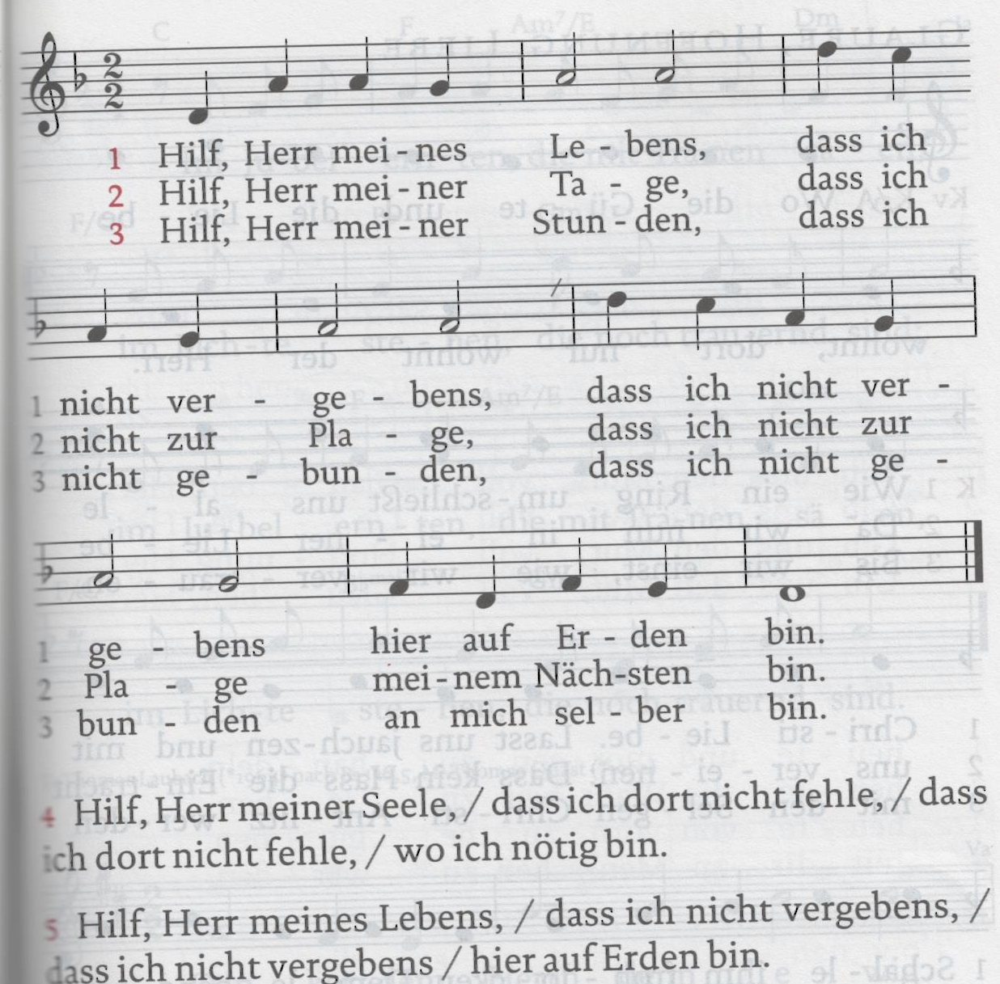 1 Hilf, Herr mei - nes Le - bens, dass ich
2 Hilf, Herr mei - ner Ta - ge, dass ich
3 Hilf, Herr mei - ner Stun - den, dass ich
1 nicht ver - ge - bens, dass ich nicht ver -
2 nicht zur Pla - ge, dass ich nicht zur
3 nicht ge - bun - den, dass ich nicht ge -
1 ge - bens hier auf Er - den bin.
2 Pla - ge mei - nem Näch-sten bin.
3 bun - den an mich sel - ber bin.
4 Hilf, Herr meiner Seele, / dass ich dort nicht fehle, / dass
ich dort nicht fehle, / wo ich nötig bin.
5 Hilf, Herr meines Lebens, / dass ich nicht vergebens, /
dass ich nicht vergebens / hier auf Erden bin.